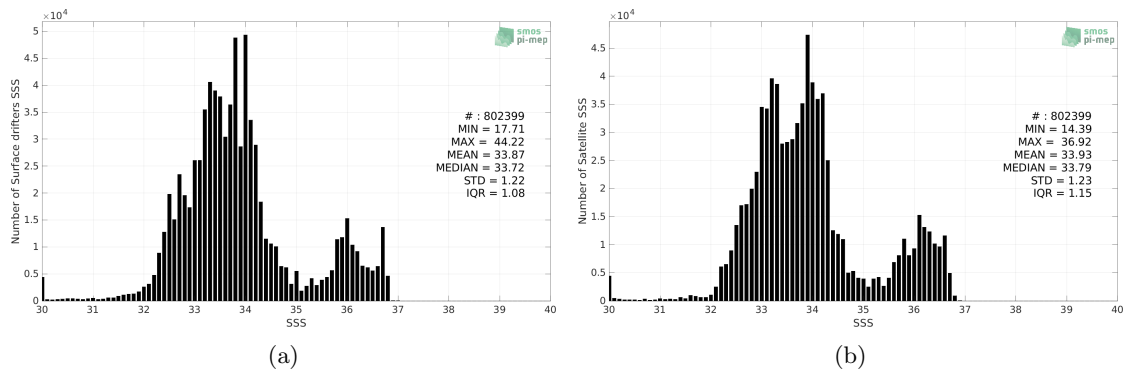 ×10⁴
5
4.5
4
3.5
3
2.5
2
1.5
1
0.5
0
Number of Surface drifters SSS
30 31 32 33 34 35 36 37 38 39 40
SSS
smos
pi-mep
# : 802399
MIN = 17.71
MAX = 44.22
MEAN = 33.87
MEDIAN = 33.72
STD = 1.22
IQR = 1.08
(a)
×10⁴
4.5
4
3.5
3
2.5
2
1.5
1
0.5
0
Number of Satellite SSS
30 31 32 33 34 35 36 37 38 39 40
SSS
smos
pi-mep
# : 802399
MIN = 14.39
MAX = 36.92
MEAN = 33.93
MEDIAN = 33.79
STD = 1.23
IQR = 1.15
(b)